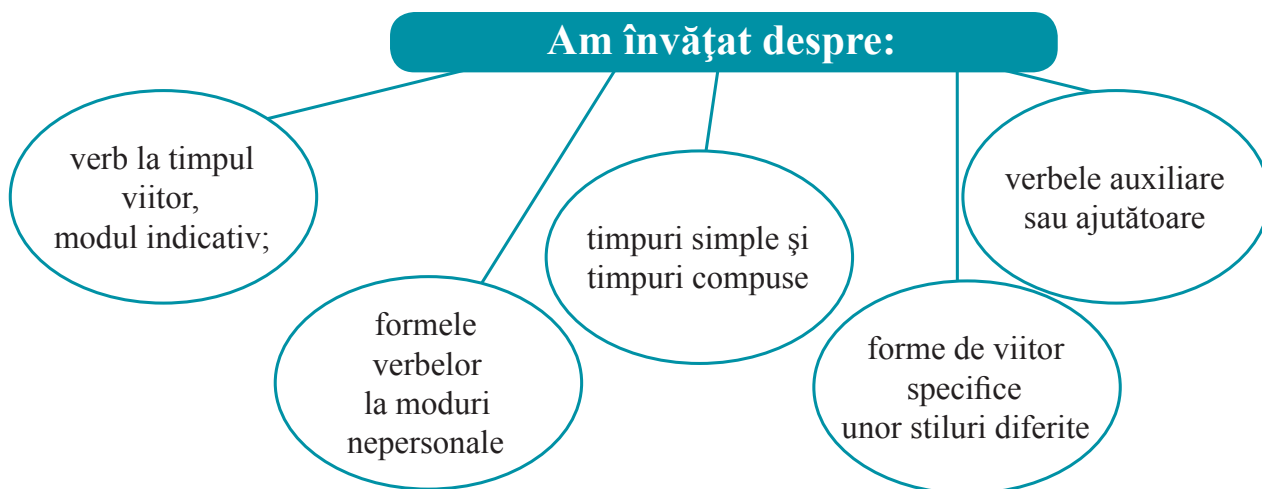 Am învăţat despre:
verb la timpul
viitor,
modul indicativ;
formele
verbelor
la moduri
nepersonale
timpuri simple şi
timpuri compuse
forme de viitor
specifice
unor stiluri diferite
verbele auxiliare
sau ajutătoare